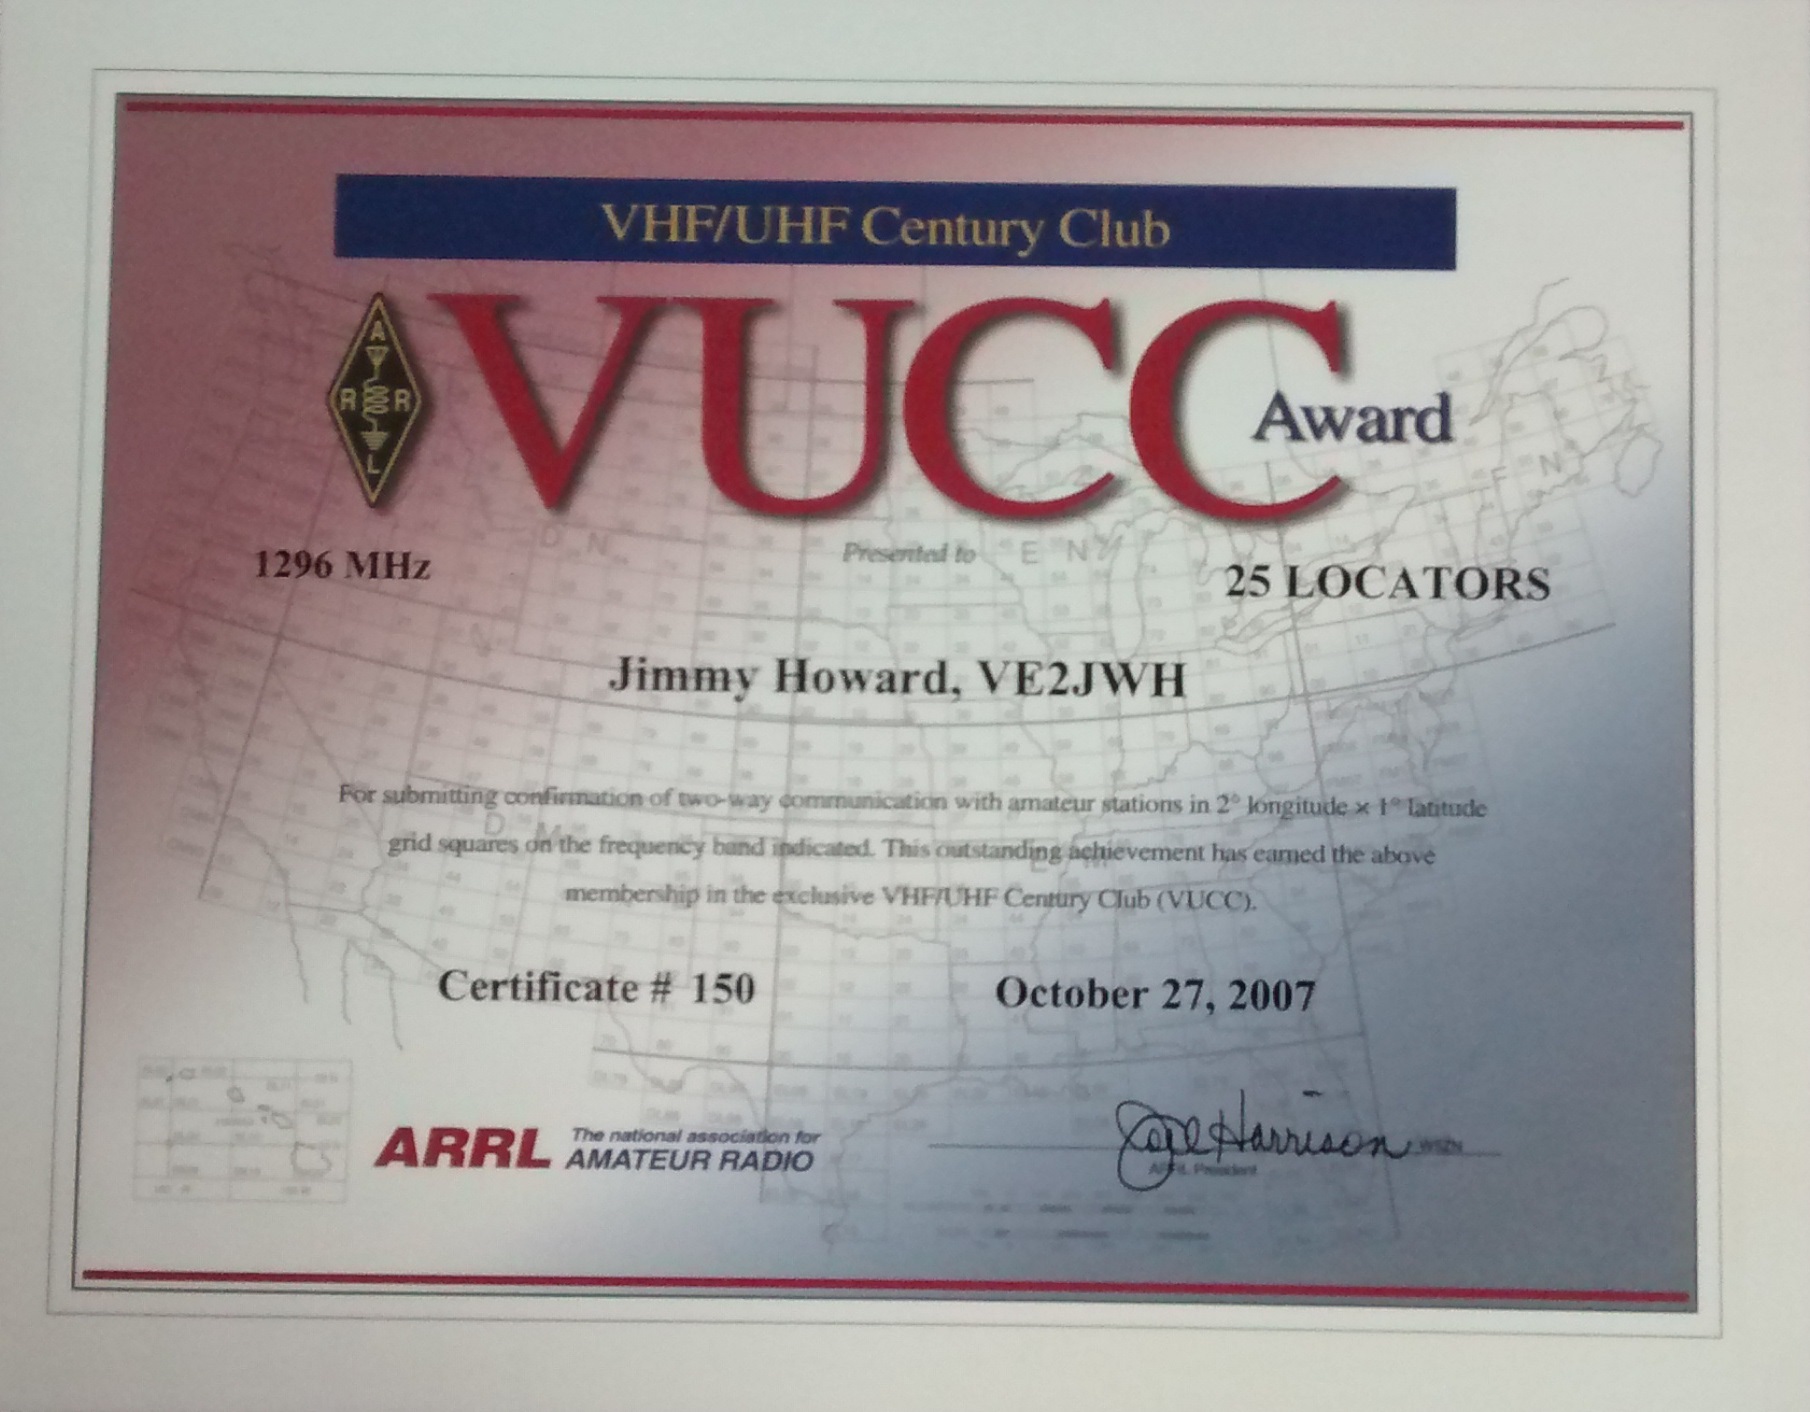 VHF/UHF Century Club
A
R R
L
VUCC Award
1296 MHz
Presented to
25 LOCATORS
Jimmy Howard, VE2JWH
For submitting confirmation of two-way communication with amateur stations in 2° longitude × 1° latitude
grid squares on the frequency band indicated. This outstanding achievement has earned the above
membership in the exclusive VHF/UHF Century Club (VUCC).
Certificate # 150
October 27, 2007
ARRL The national association for
AMATEUR RADIO
Joel Harrison
ARRL President
D N
E N
F N
D M